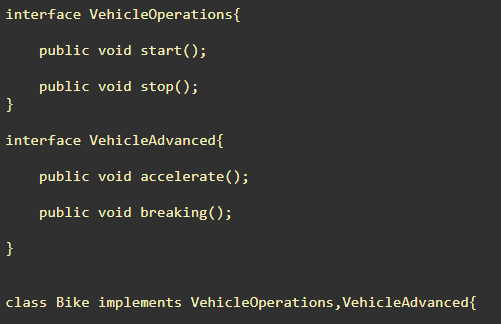 interface VehicleOperations{
public void start();
public void stop();
}
interface VehicleAdvanced{
public void accelerate();
public void breaking();
}
class Bike implements VehicleOperations,VehicleAdvanced{